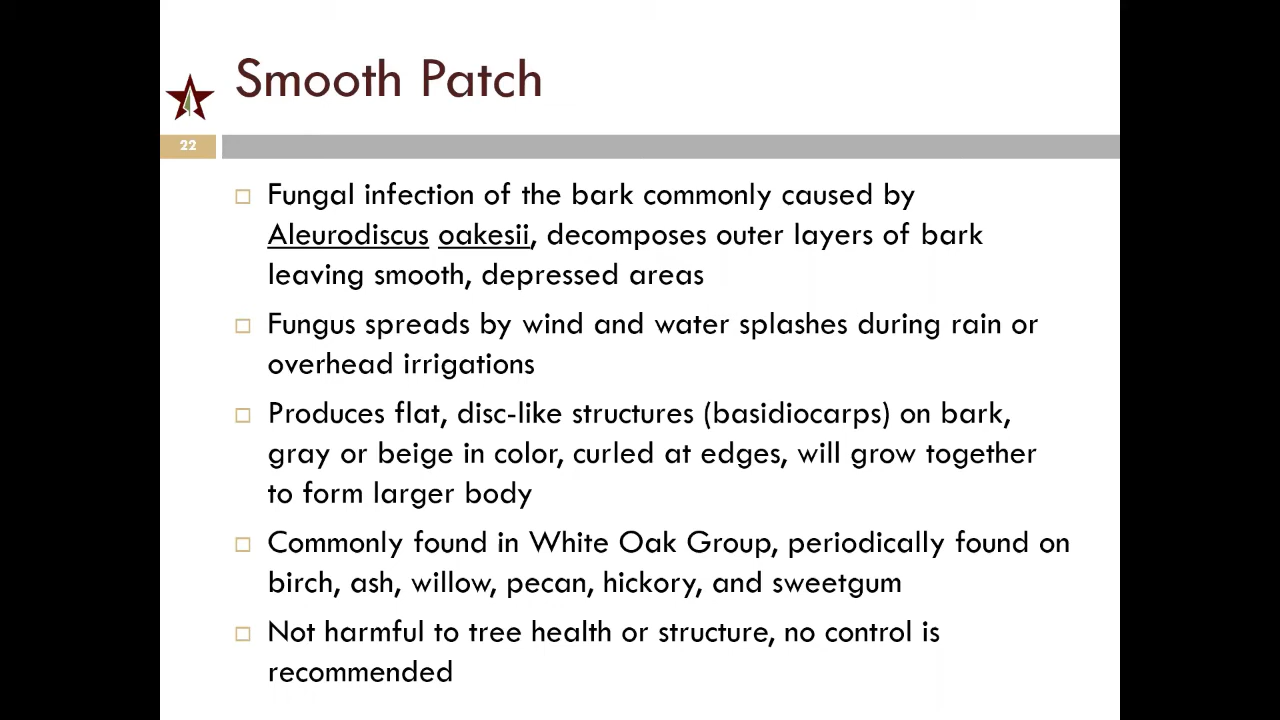 Smooth Patch
22
Fungal infection of the bark commonly caused by
Aleurodiscus oakesii, decomposes outer layers of bark
leaving smooth, depressed areas
Fungus spreads by wind and water splashes during rain or
overhead irrigations
Produces flat, disc-like structures (basidiocarps) on bark,
gray or beige in color, curled at edges, will grow together
to form larger body
Commonly found in White Oak Group, periodically found on
birch, ash, willow, pecan, hickory, and sweetgum
Not harmful to tree health or structure, no control is
recommended